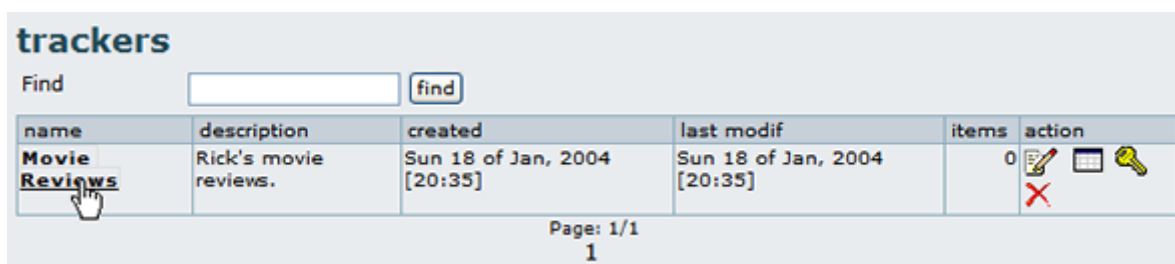 trackers
Find find
name description created last modif items action
Movie Rick's movie Sun 18 of Jan, 2004 Sun 18 of Jan, 2004 0
Reviews reviews. [20:35] [20:35]
Page: 1/1
1